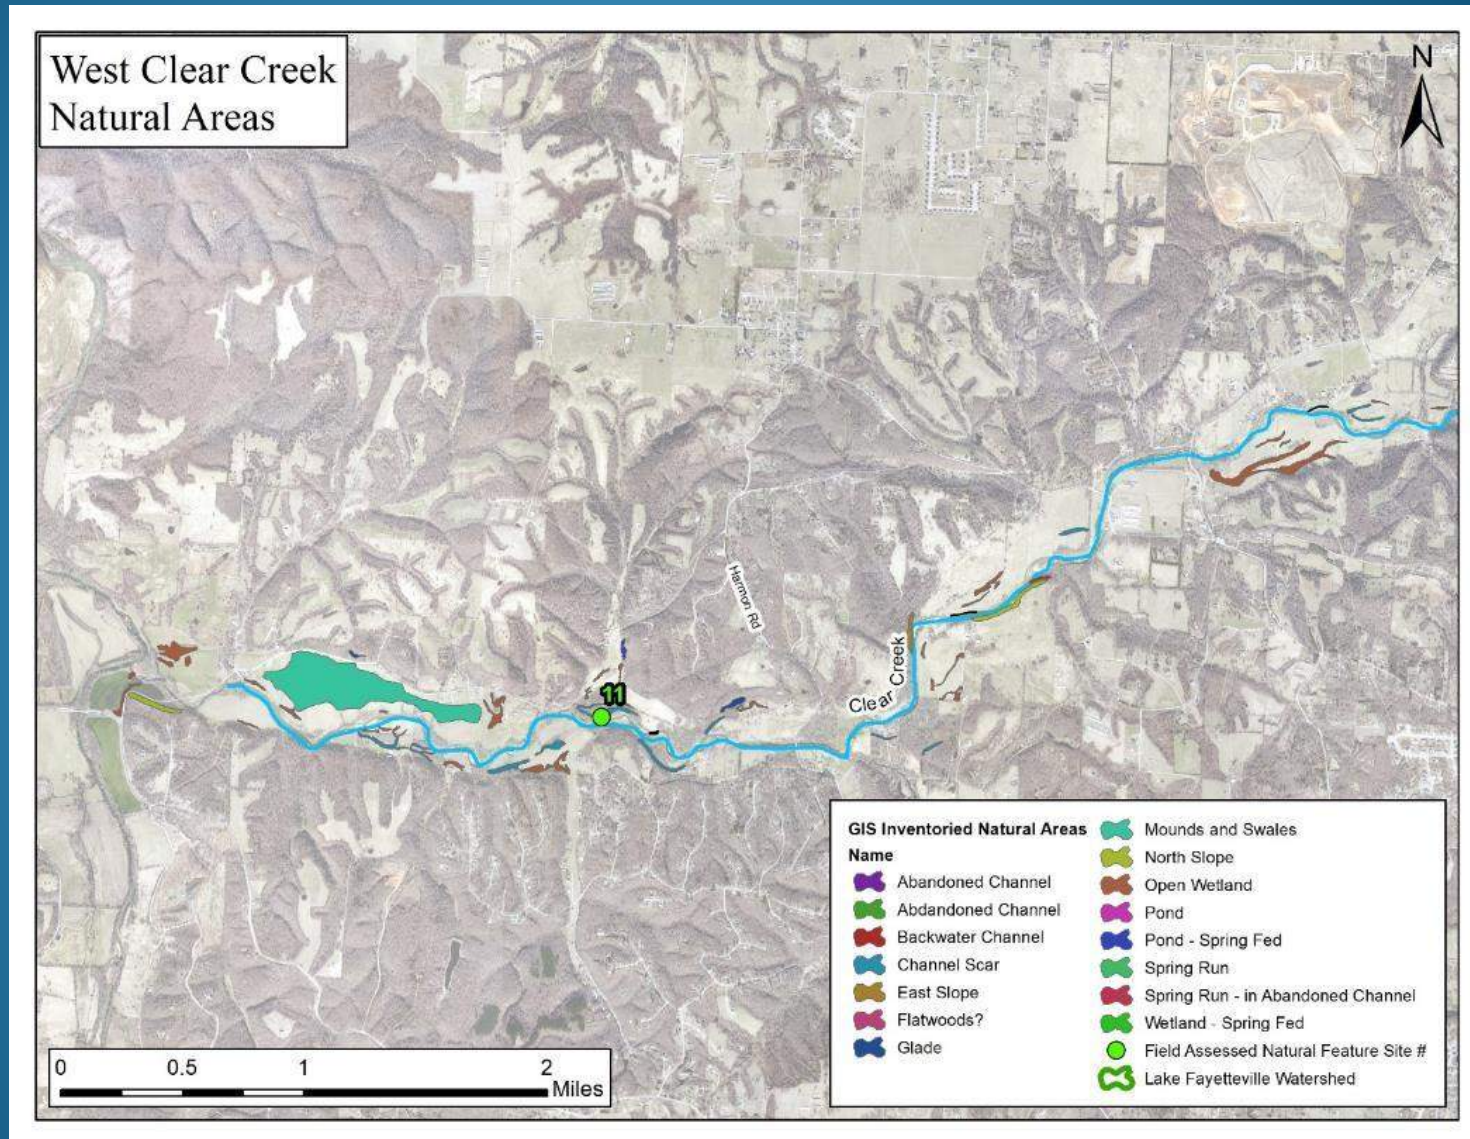 West Clear Creek
Natural Areas
N
Harmon Rd
Clear Creek
11
GIS Inventoried Natural Areas
Name
Abandoned Channel
Abdandoned Channel
Backwater Channel
Channel Scar
East Slope
Flatwoods?
Glade
Mounds and Swales
North Slope
Open Wetland
Pond
Pond - Spring Fed
Spring Run
Spring Run - in Abandoned Channel
Wetland - Spring Fed
Field Assessed Natural Feature Site #
Lake Fayetteville Watershed
0 0.5 1 2
Miles